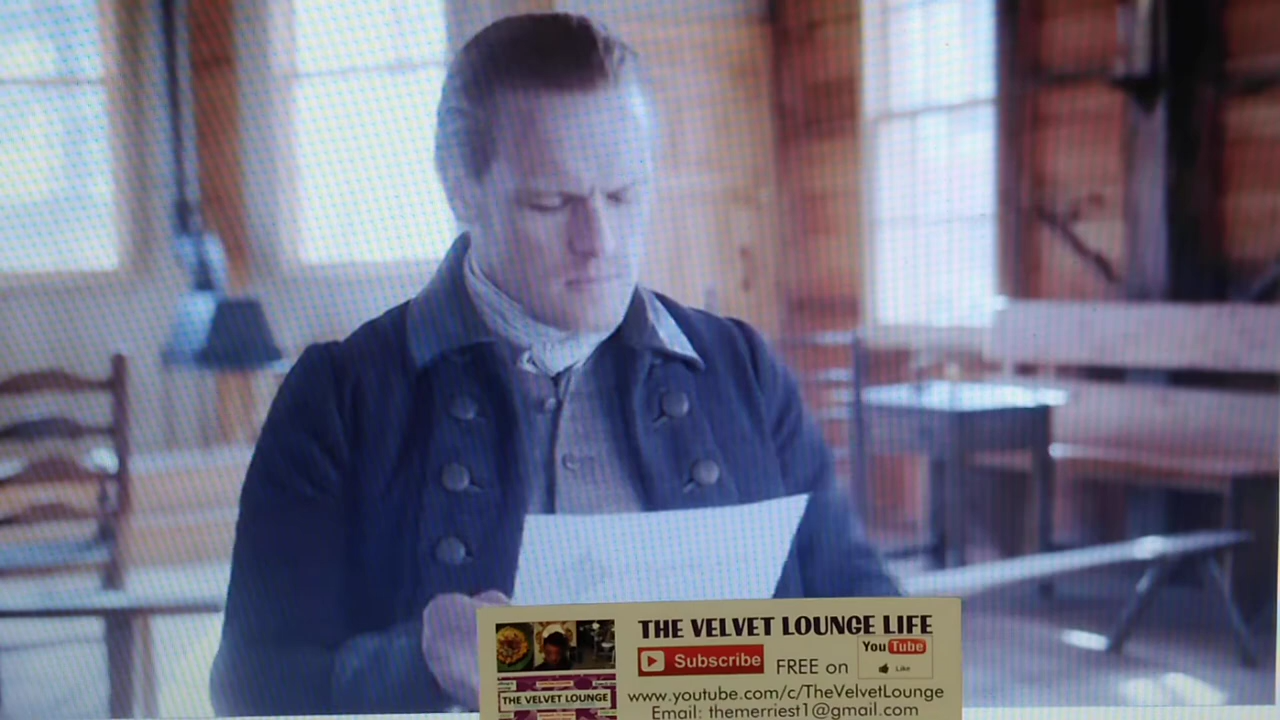 THE VELVET LOUNGE LIFE
Subscribe FREE on YouTube
Like
THE VELVET LOUNGE
www.youtube.com/c/TheVelvetLounge
Email: themerriest1@gmail.com